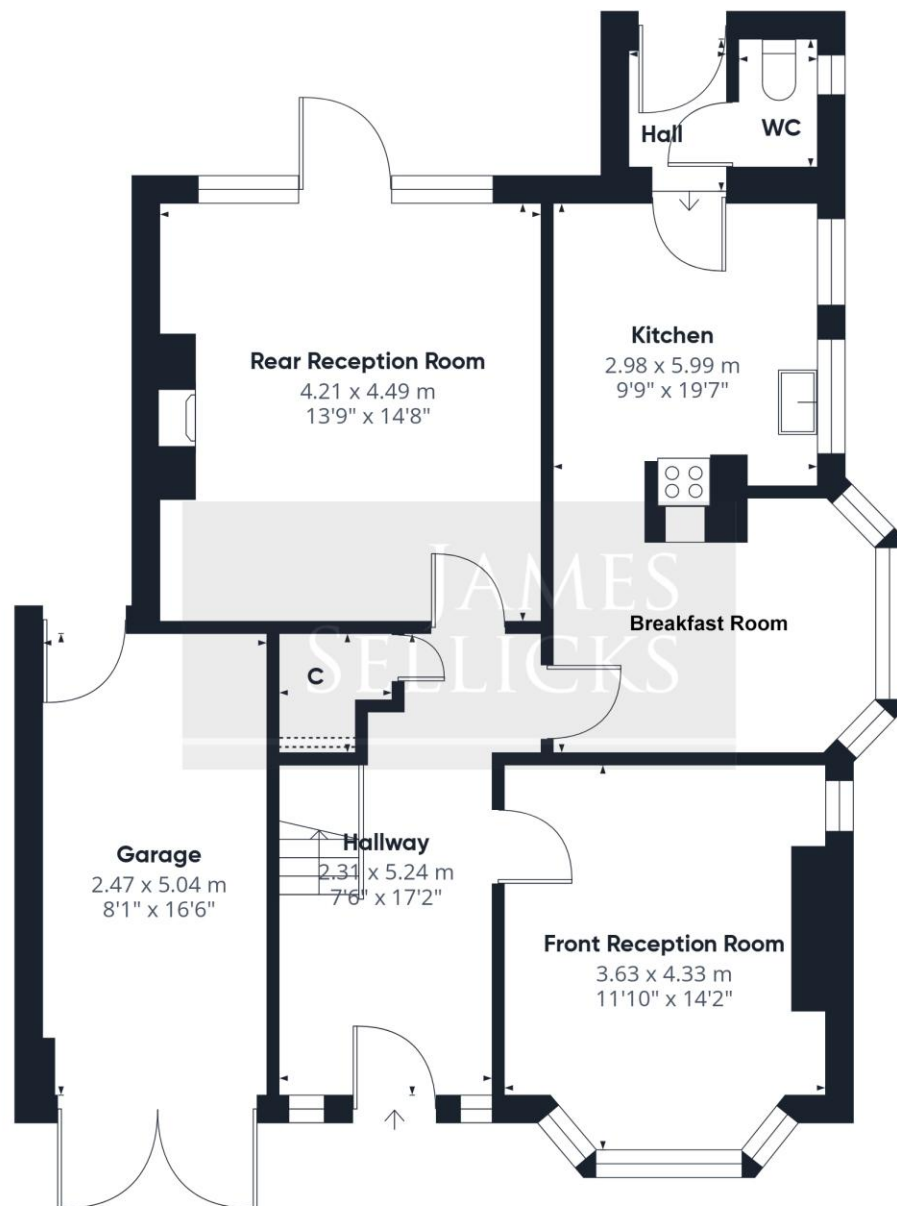 Hall
WC
Kitchen
2.98 x 5.99 m
9'9" x 19'7"
Rear Reception Room
4.21 x 4.49 m
13'9" x 14'8"
JAMES
SELLICKS
Breakfast Room
C
Hallway
2.31 x 5.24 m
7'6" x 17'2"
Garage
2.47 x 5.04 m
8'1" x 16'6"
Front Reception Room
3.63 x 4.33 m
11'10" x 14'2"